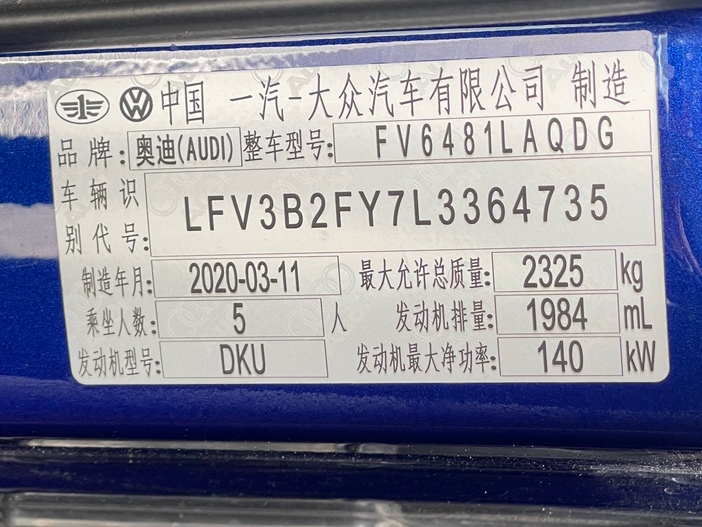 中国 一汽-大众汽车有限公司 制造
品牌: 奥迪(AUDI) 整车型号: FV6481LAQDG
车辆识别代号: LFV3B2FY7L3364735
制造年月: 2020-03-11 最大允许总质量: 2325 kg
乘坐人数: 5 人 发动机排量: 1984 mL
发动机型号: DKU 发动机最大净功率: 140 kW